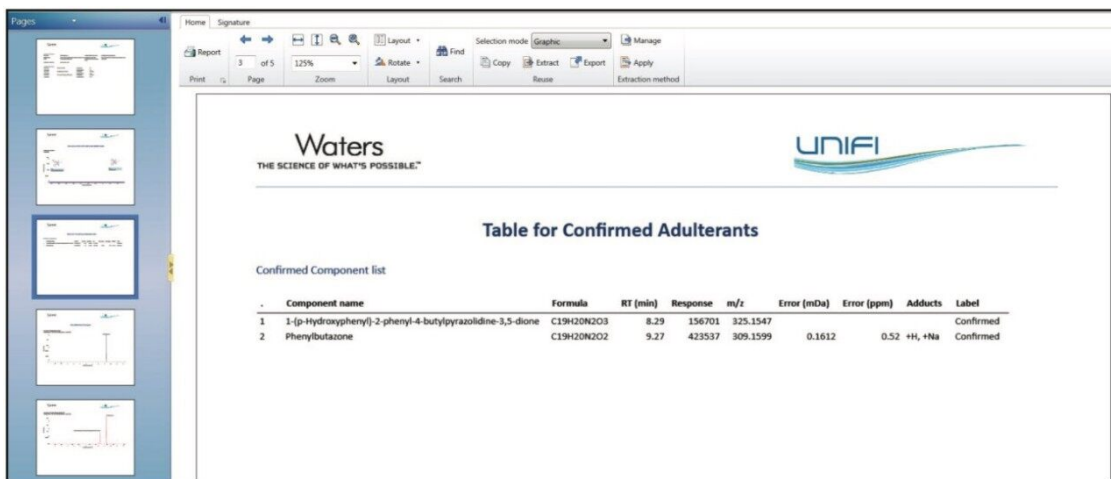 Pages
Home Signature
Report
3 of 5
125%
Layout
Rotate
Find
Selection mode Graphic
Copy Extract Export
Manage
Apply
Print Page Zoom Layout Search Reuse Extraction method
Waters
THE SCIENCE OF WHAT'S POSSIBLE.™
UNIFI
Table for Confirmed Adulterants
Confirmed Component list
. Component name Formula RT (min) Response m/z Error (mDa) Error (ppm) Adducts Label
1 1-(p-Hydroxyphenyl)-2-phenyl-4-butylpyrazolidine-3,5-dione C19H20N2O3 8.29 156701 325.1547 Confirmed
2 Phenylbutazone C19H20N2O2 9.27 423537 309.1599 0.1612 0.52 +H, +Na Confirmed